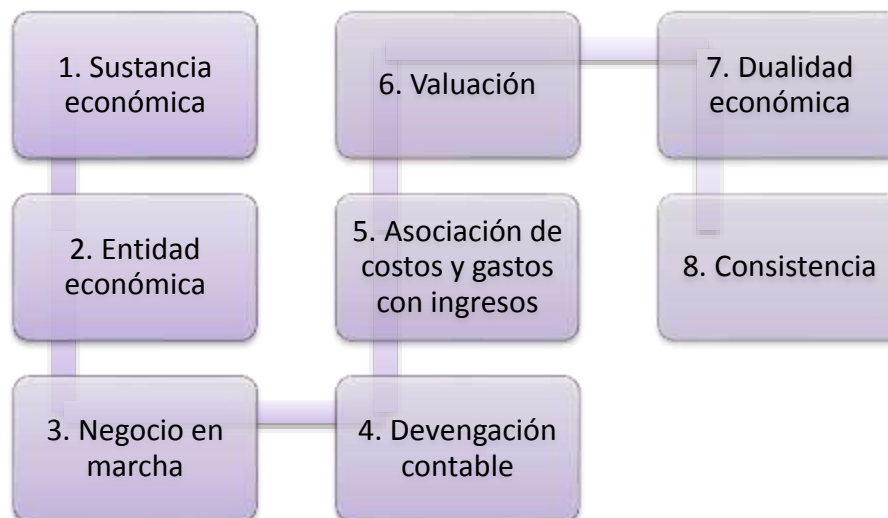 1. Sustancia
económica
2. Entidad
económica
3. Negocio en
marcha
4. Devengación
contable
5. Asociación de
costos y gastos
con ingresos
6. Valuación
7. Dualidad
económica
8. Consistencia